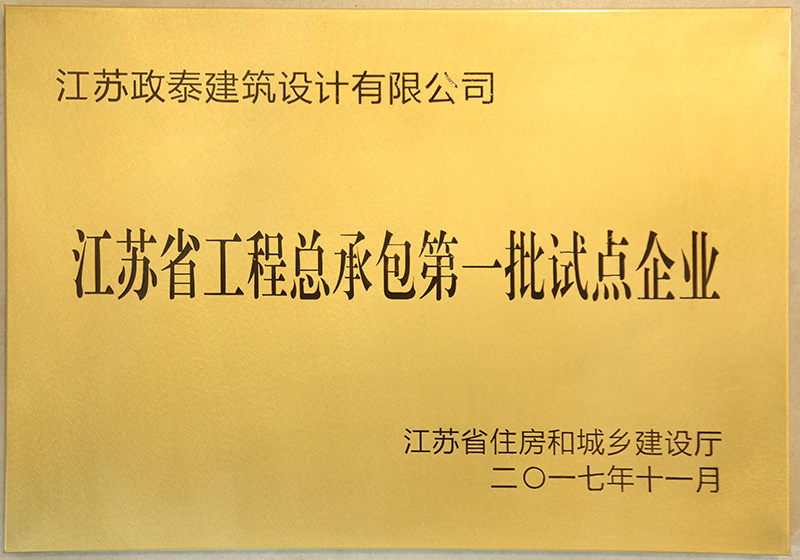 江苏政泰建筑设计有限公司
江苏省工程总承包第一批试点企业
江苏省住房和城乡建设厅
二〇一七年十一月